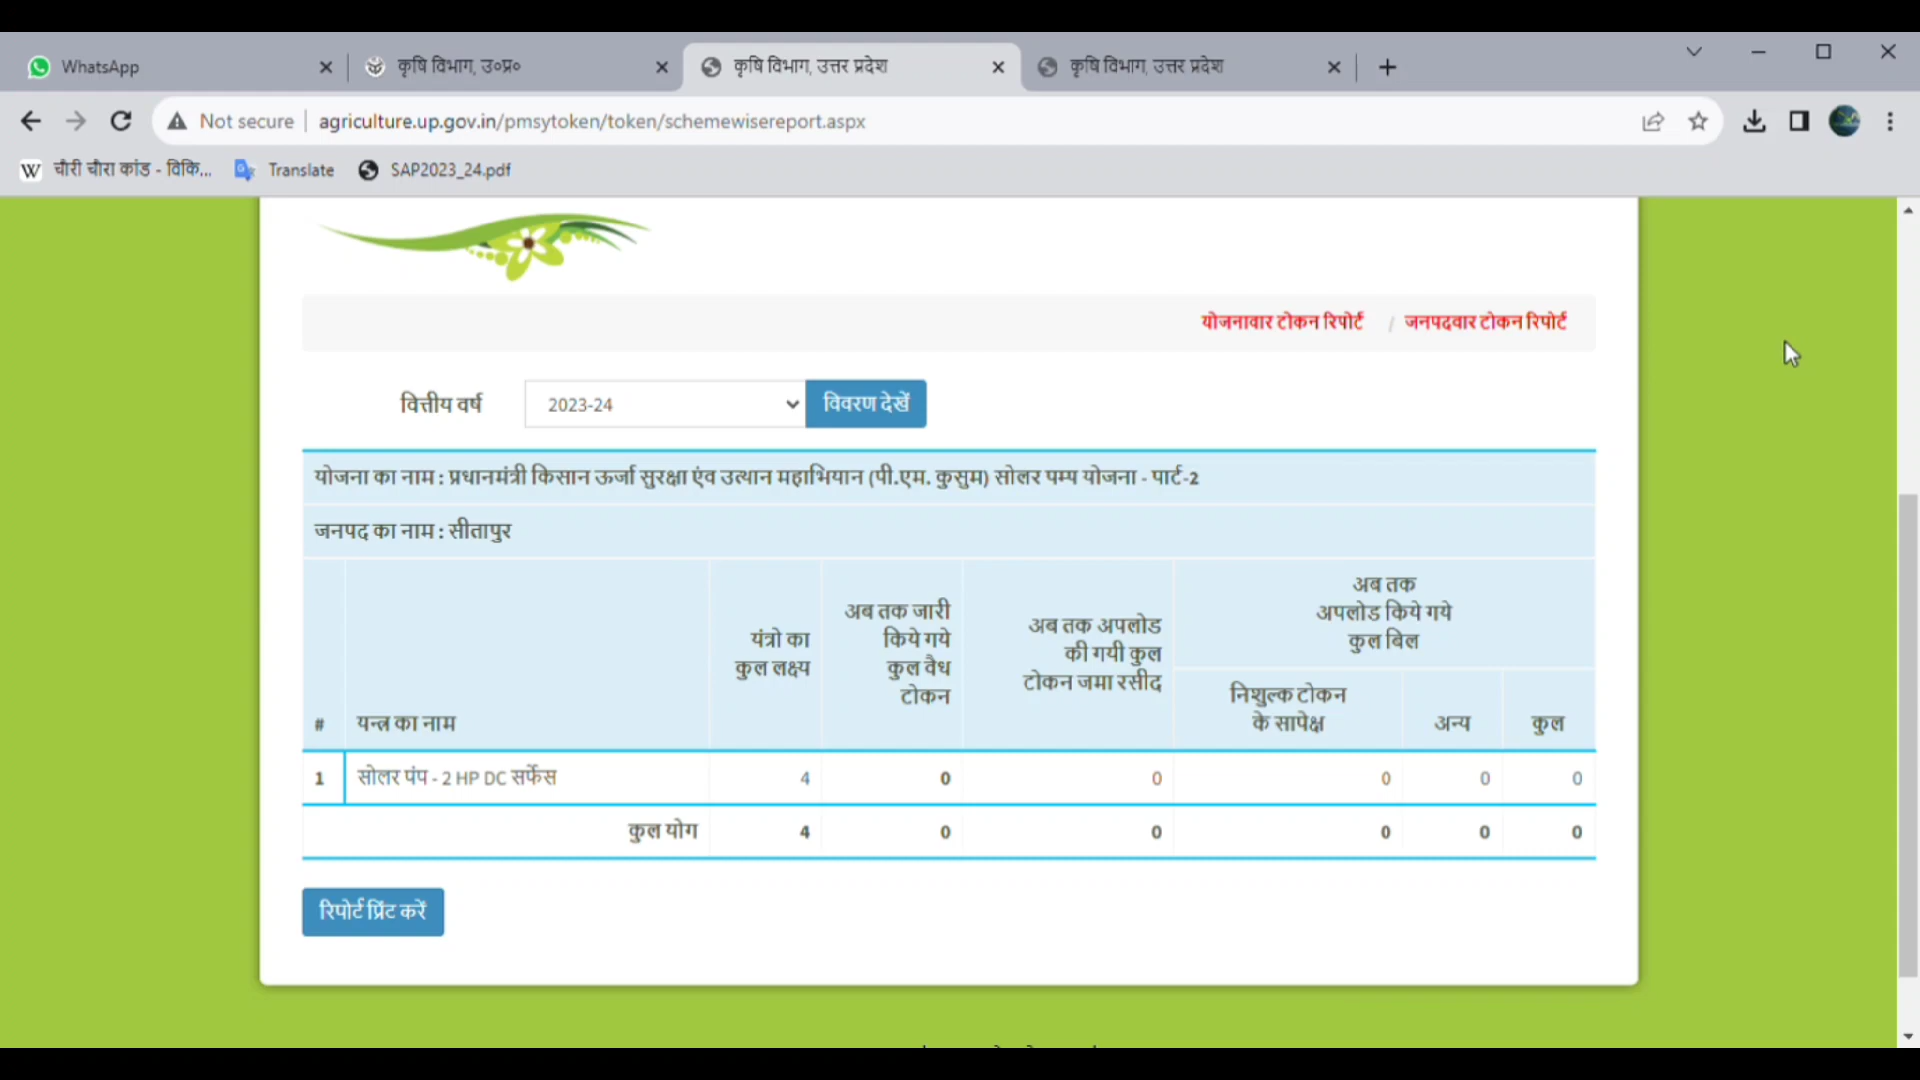 WhatsApp
कृषि विभाग, उ०प्र०
कृषि विभाग, उत्तर प्रदेश
कृषि विभाग, उत्तर प्रदेश
Not secure
agriculture.up.gov.in/pmsytoken/token/schemewisereport.aspx
चौरी चौरा कांड - विकि...
Translate
SAP2023_24.pdf
योजनावार टोकन रिपोर्ट / जनपदवार टोकन रिपोर्ट
वित्तीय वर्ष 2023-24 विवरण देखें
योजना का नाम : प्रधानमंत्री किसान ऊर्जा सुरक्षा एंव उत्थान महाभियान (पी.एम. कुसुम) सोलर पम्प योजना - पार्ट-2
जनपद का नाम : सीतापुर
#
यन्त्र का नाम
यंत्रो का
कुल लक्ष्य
अब तक जारी
किये गये
कुल वैध
टोकन
अब तक अपलोड
की गयी कुल
टोकन जमा रसीद
अब तक
अपलोड किये गये
कुल बिल
निशुल्क टोकन
के सापेक्ष
अन्य
कुल
1 सोलर पंप - 2 HP DC सर्फेस 4 0 0 0 0 0
कुल योग 4 0 0 0 0 0
रिपोर्ट प्रिंट करें